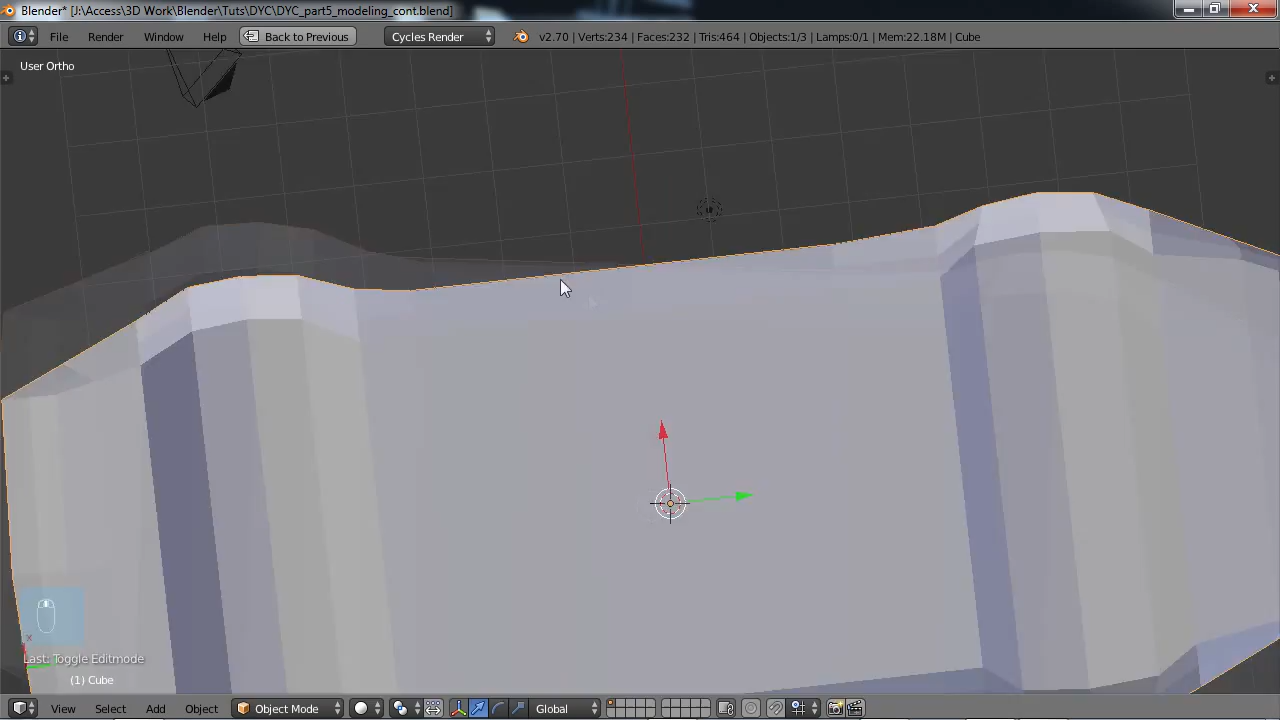 Blender* [J:\Access\3D Work\Blender\Tuts\DYC\DYC_part5_modeling_cont.blend]
File Render Window Help Back to Previous Cycles Render v2.70 | Verts:234 | Faces:232 | Tris:464 | Objects:1/3 | Lamps:0/1 | Mem:22.18M | Cube
User Ortho
x
Last: Toggle Editmode
(1) Cube
View Select Add Object Object Mode Global